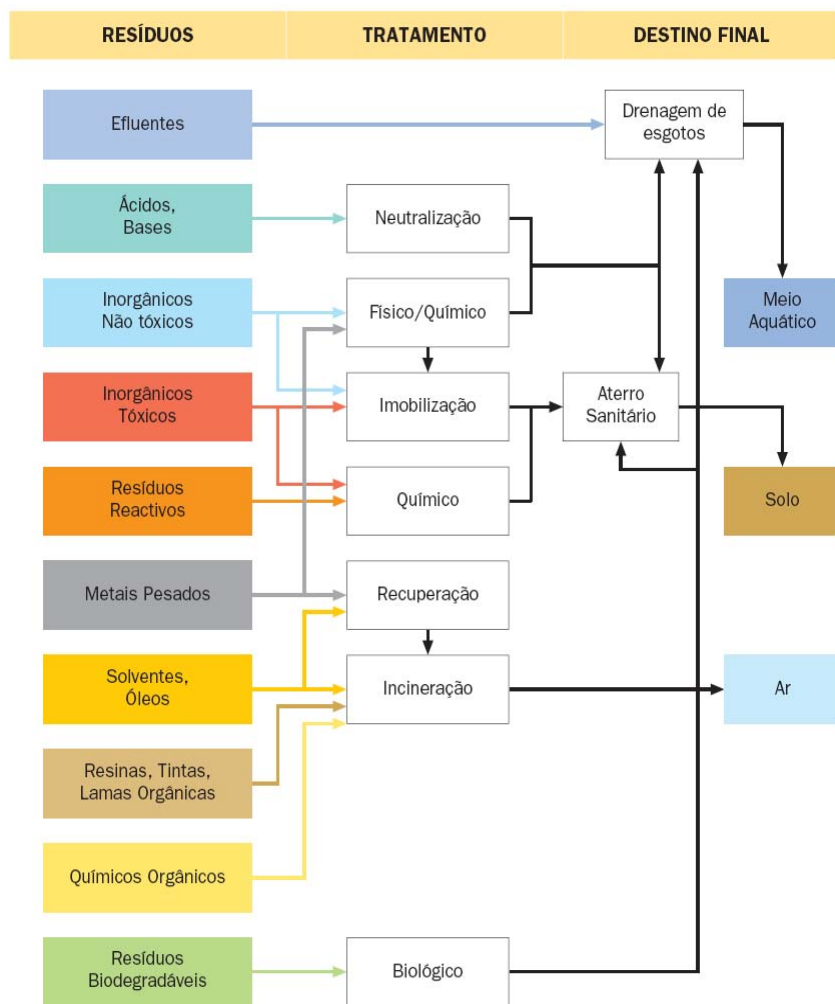 RESÍDUOS
TRATAMENTO
DESTINO FINAL
Efluentes
Drenagem de
esgotos
Ácidos,
Bases
Neutralização
Inorgânicos
Não tóxicos
Físico/Químico
Meio
Aquático
Inorgânicos
Tóxicos
Imobilização
Aterro
Sanitário
Resíduos
Reactivos
Químico
Solo
Metais Pesados
Recuperação
Solventes,
Óleos
Incineração
Ar
Resinas, Tintas,
Lamas Orgânicas
Químicos Orgânicos
Resíduos
Biodegradáveis
Biológico